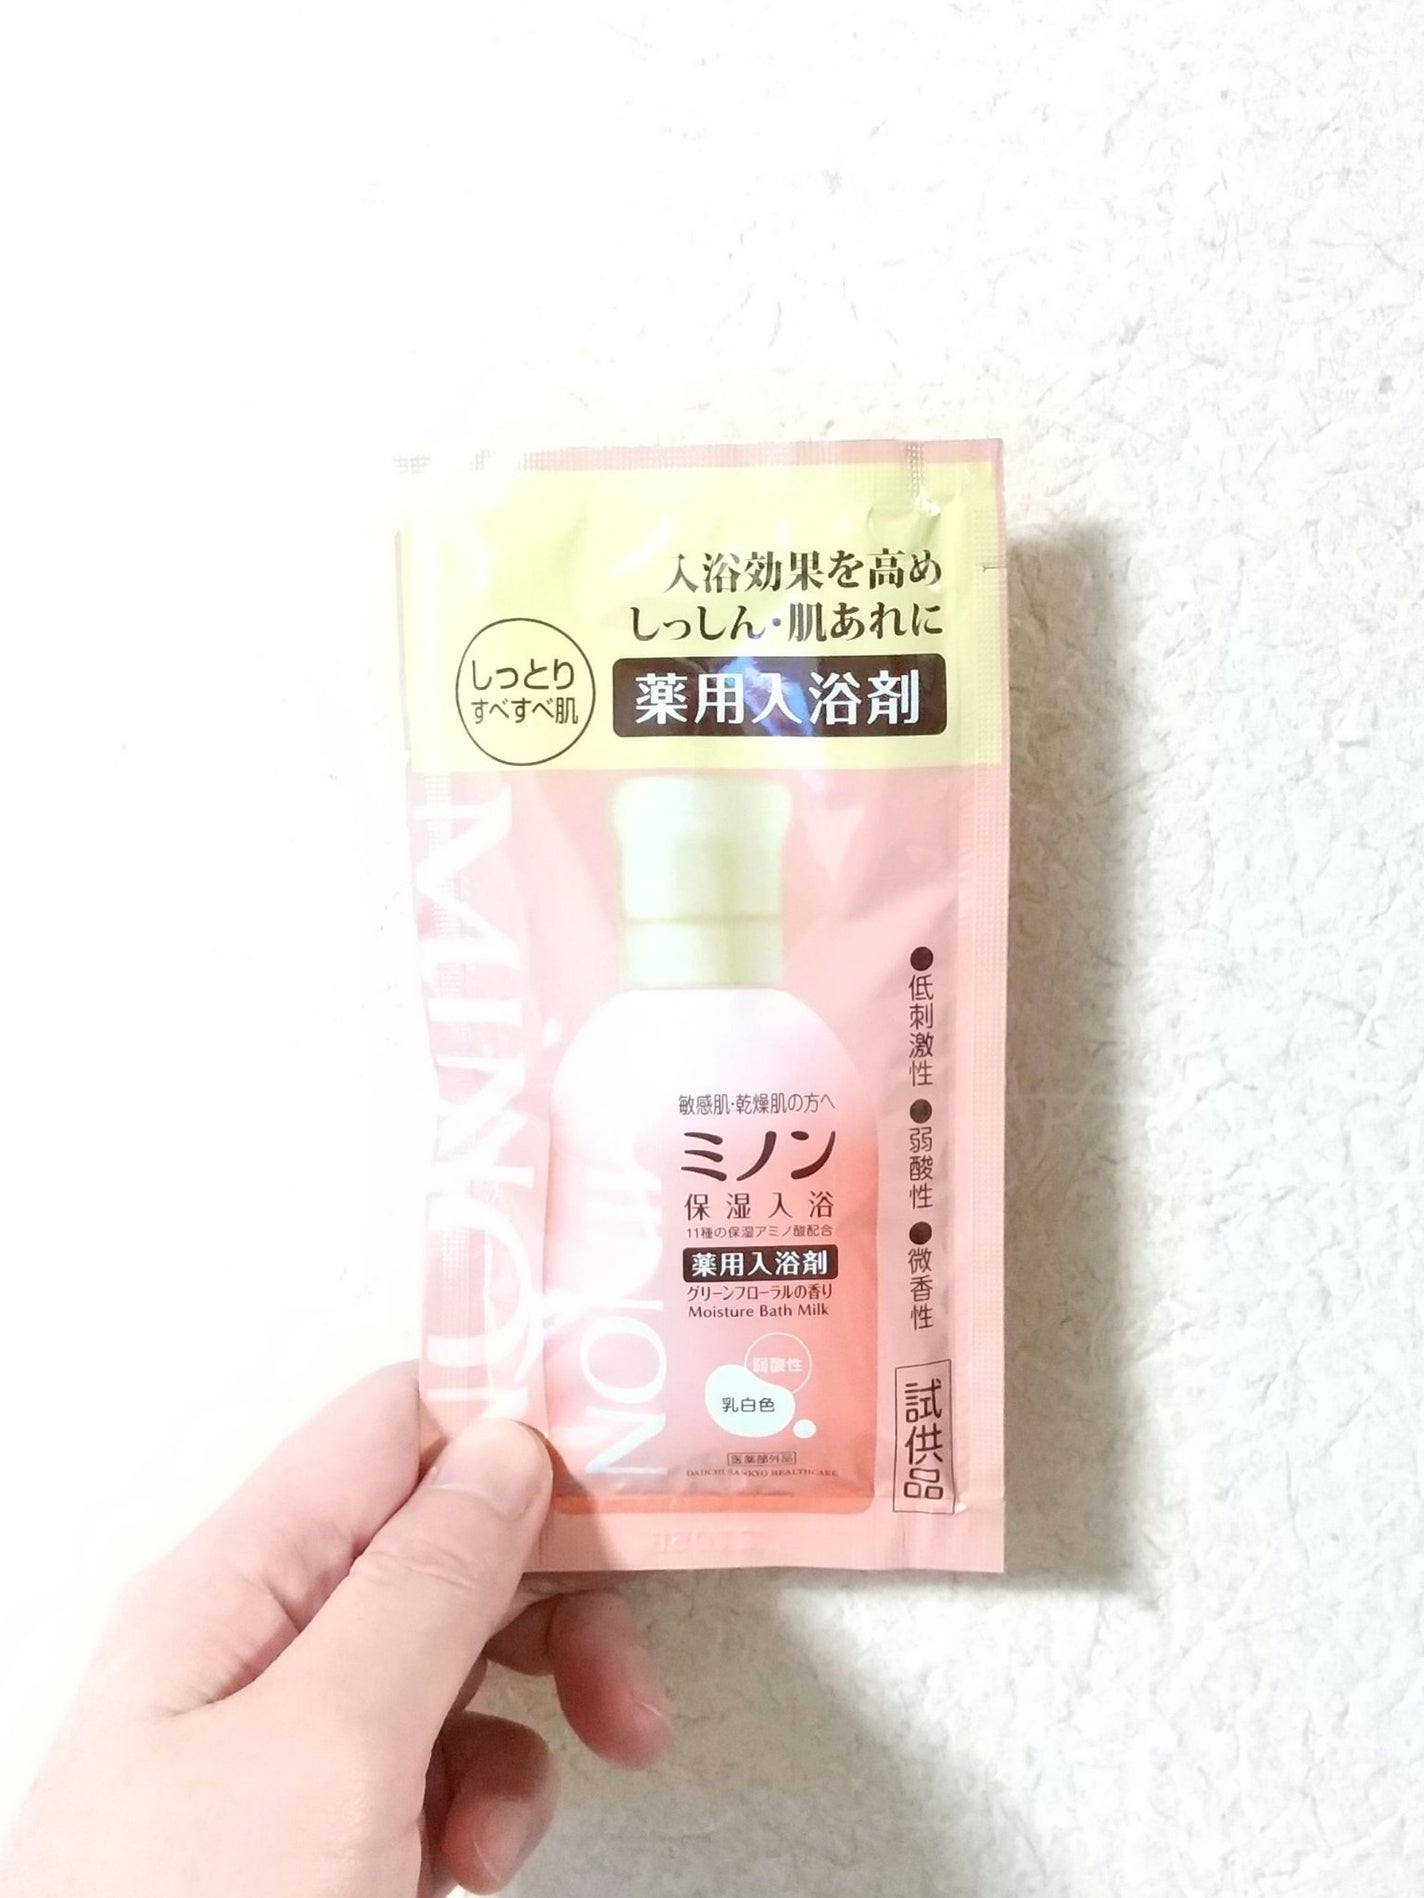 入浴効果を高め
しっしん・肌あれに
薬用入浴剤
しっとり
すべすべ肌
MINON
敏感肌・乾燥肌の方へ
ミノン
保湿入浴
11種の保湿アミノ酸配合
薬用入浴剤
グリーンフローラルの香り
Moisture Bath Milk
弱酸性
乳白色
医薬部外品
DAIICHI SANKYO HEALTHCARE
MINON
●低刺激性 ●弱酸性 ●微香性
試供品